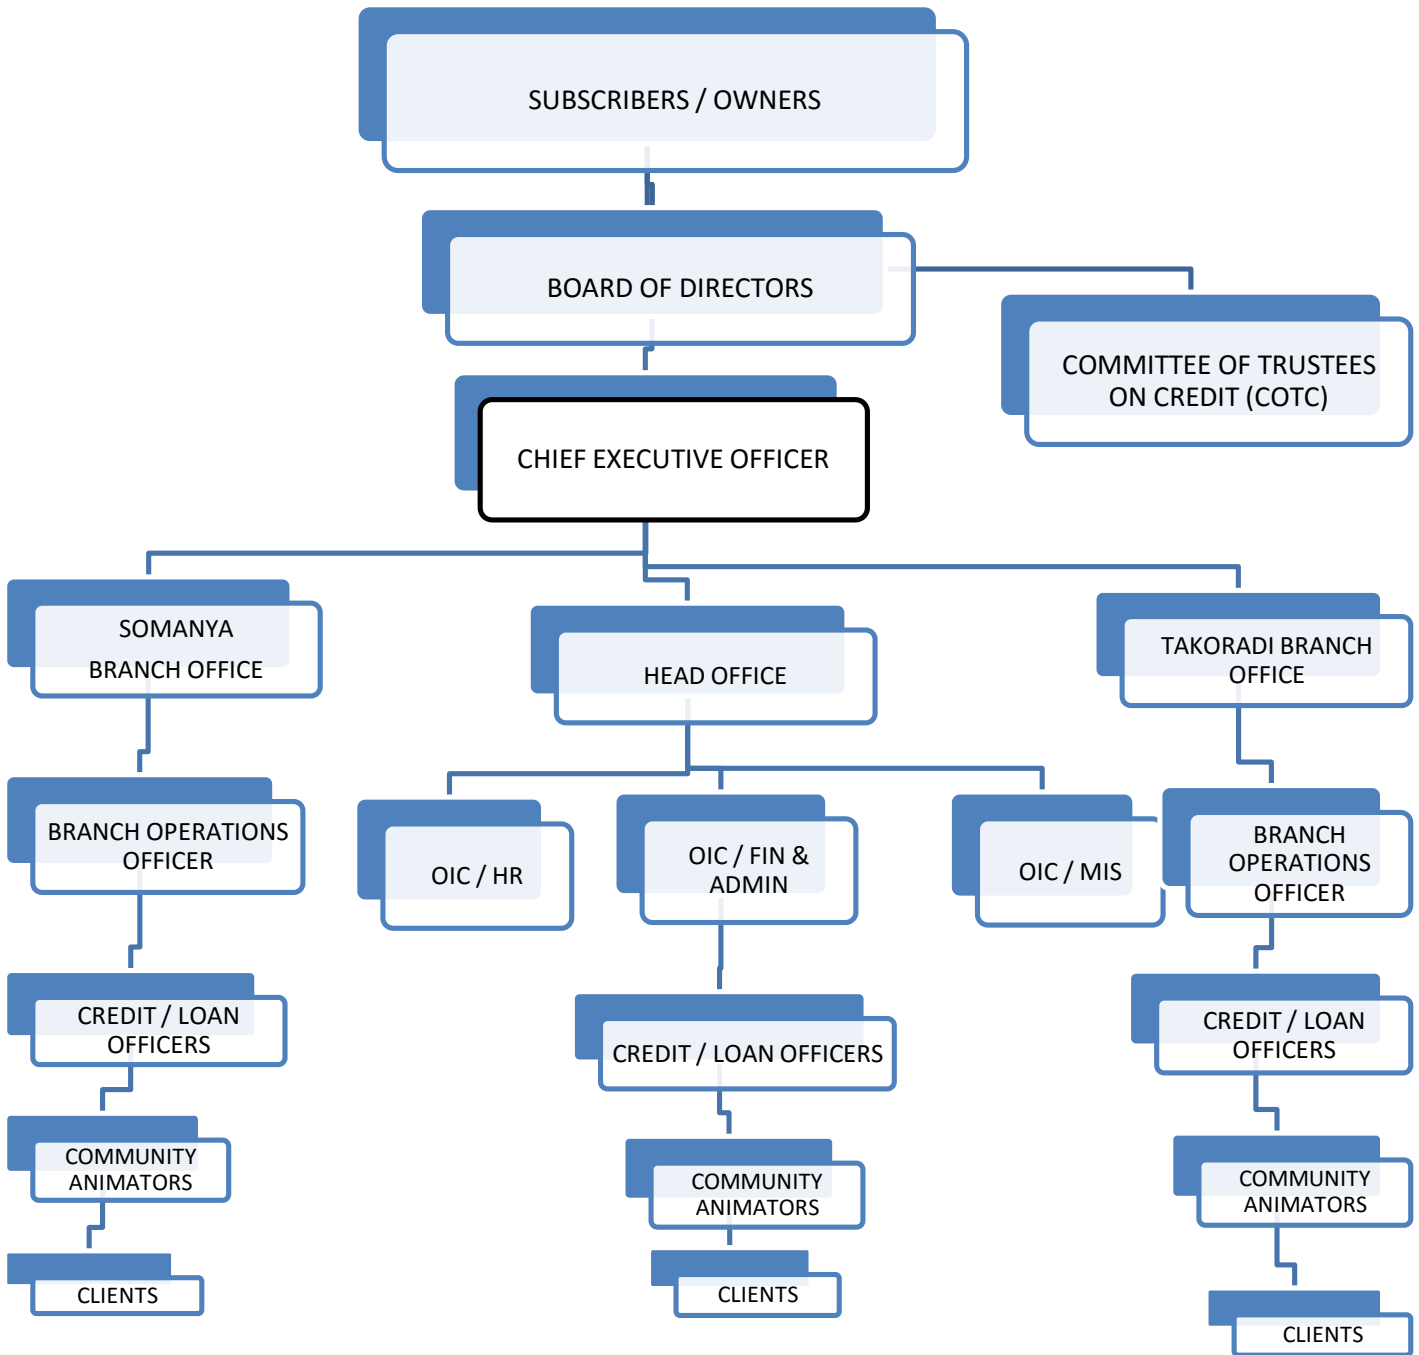 SUBSCRIBERS / OWNERS
BOARD OF DIRECTORS
COMMITTEE OF TRUSTEES
ON CREDIT (COTC)
CHIEF EXECUTIVE OFFICER
SOMANYA
BRANCH OFFICE
HEAD OFFICE
TAKORADI BRANCH
OFFICE
BRANCH OPERATIONS
OFFICER
OIC / HR
OIC / FIN &
ADMIN
OIC / MIS
BRANCH
OPERATIONS
OFFICER
CREDIT / LOAN
OFFICERS
CREDIT / LOAN OFFICERS
CREDIT / LOAN
OFFICERS
COMMUNITY
ANIMATORS
COMMUNITY
ANIMATORS
COMMUNITY
ANIMATORS
CLIENTS
CLIENTS
CLIENTS